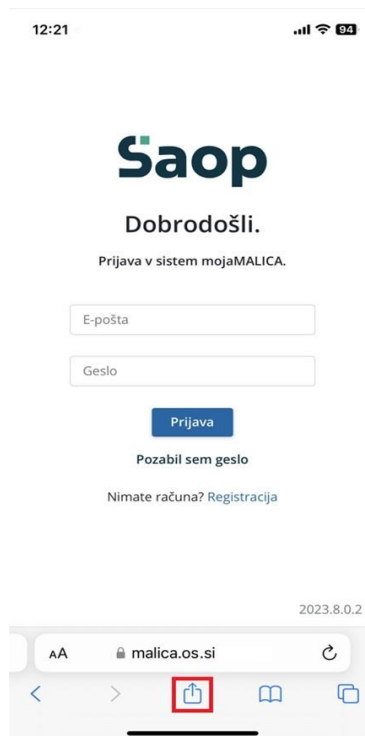 12:21
94
Saop
Dobrodošli.
Prijava v sistem mojaMALICA.
E-pošta
Geslo
Prijava
Pozabil sem geslo
Nimate računa? Registracija
2023.8.0.2
AA malica.os.si